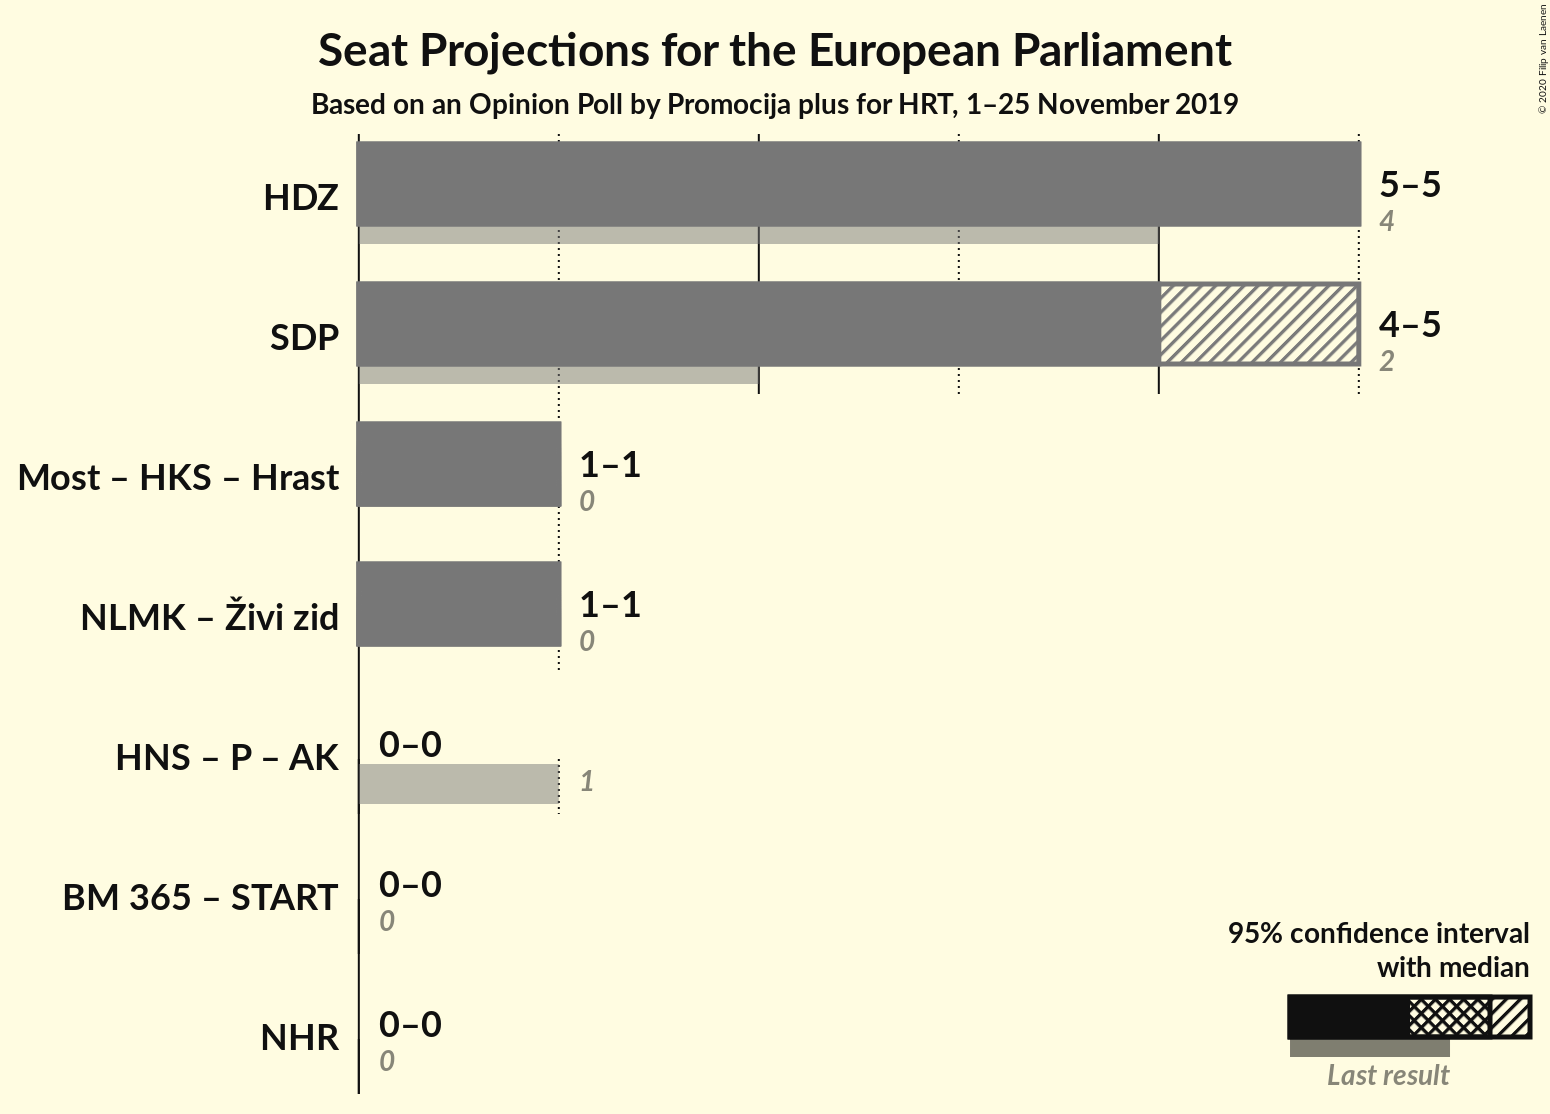 Seat Projections for the European Parliament
Based on an Opinion Poll by Promocija plus for HRT, 1–25 November 2019
© 2020 Filip van Laenen
HDZ
5–5
4
SDP
4–5
2
Most – HKS – Hrast
1–1
0
NLMK – Živi zid
1–1
0
HNS – P – AK
0–0
1
BM 365 – START
0–0
0
NHR
0–0
0
95% confidence interval
with median
Last result